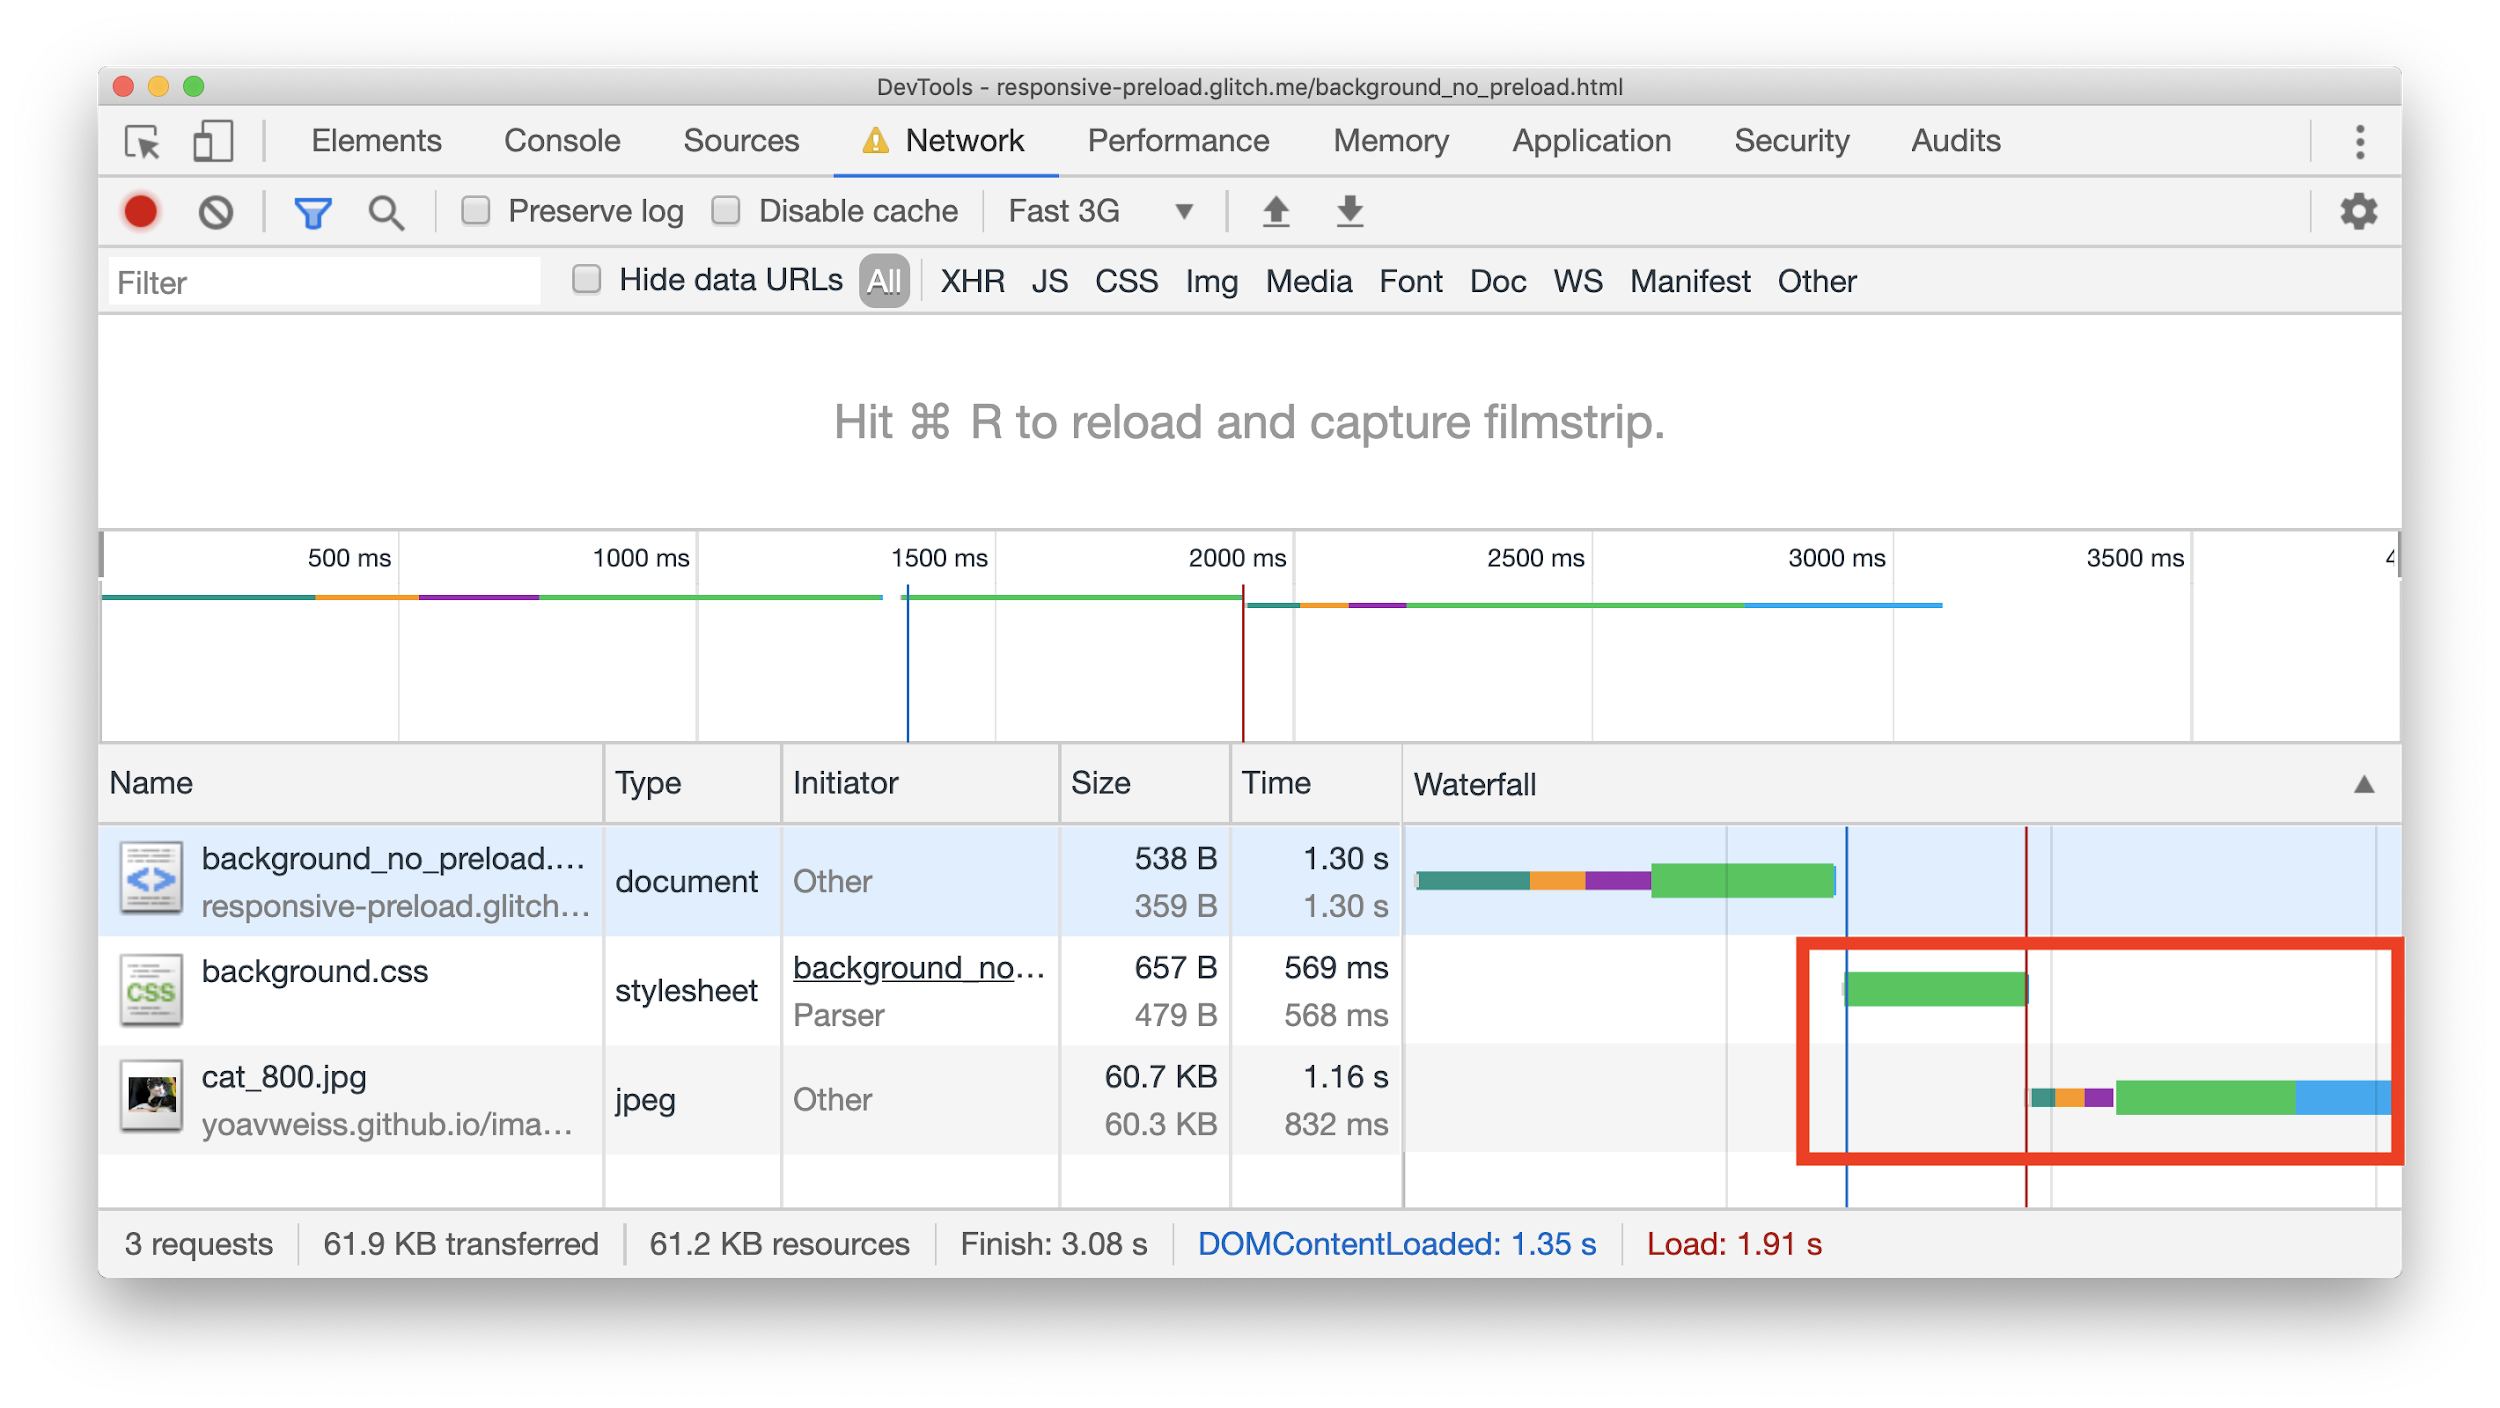 DevTools - responsive-preload.glitch.me/background_no_preload.html
Elements Console Sources Network Performance Memory Application Security Audits
Preserve log Disable cache Fast 3G
Filter Hide data URLs All XHR JS CSS Img Media Font Doc WS Manifest Other
Hit ⌘ R to reload and capture filmstrip.
500 ms 1000 ms 1500 ms 2000 ms 2500 ms 3000 ms 3500 ms 4
Name Type Initiator Size Time Waterfall
background_no_preload.… document Other 538 B 1.30 s
responsive-preload.glitch… 359 B 1.30 s
CSS background.css stylesheet background_no… 657 B 569 ms
Parser 479 B 568 ms
cat_800.jpg jpeg Other 60.7 KB 1.16 s
yoavweiss.github.io/ima… 60.3 KB 832 ms
3 requests 61.9 KB transferred 61.2 KB resources Finish: 3.08 s DOMContentLoaded: 1.35 s Load: 1.91 s